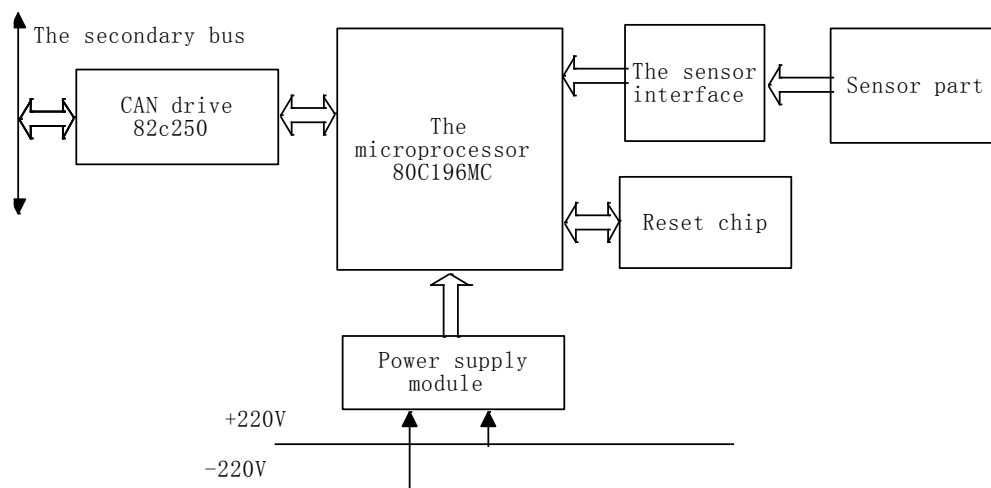 The secondary bus
CAN drive
82c250
The
microprocessor
80C196MC
The sensor
interface
Sensor part
Reset chip
Power supply
module
+220V
-220V